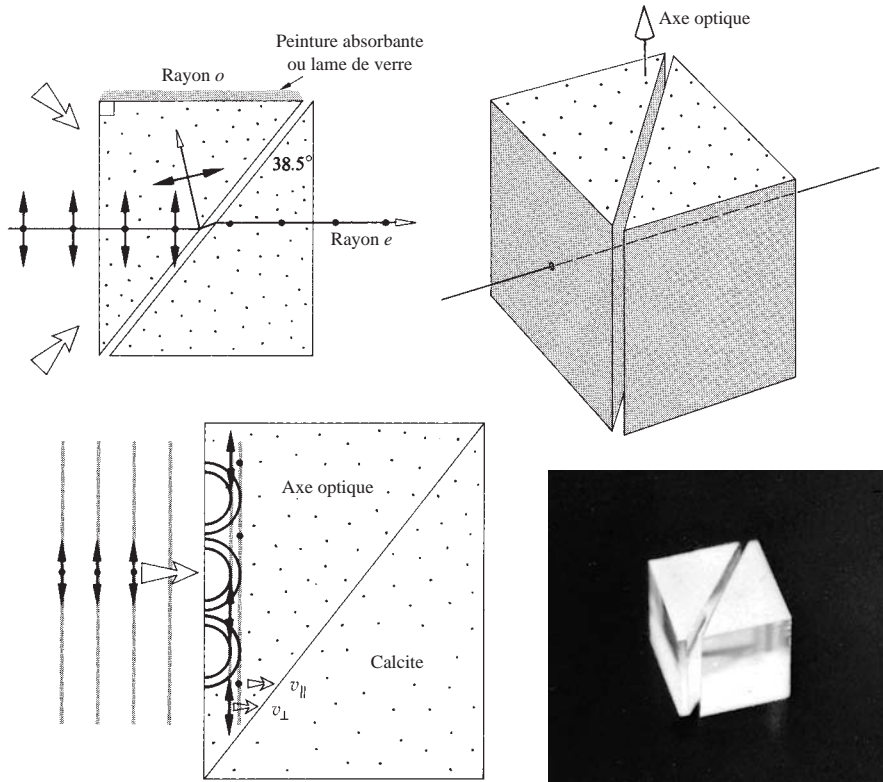 Peinture absorbante
ou lame de verre
Rayon o
38.5°
Rayon e
Axe optique
Axe optique
Calcite
v∥
v⊥